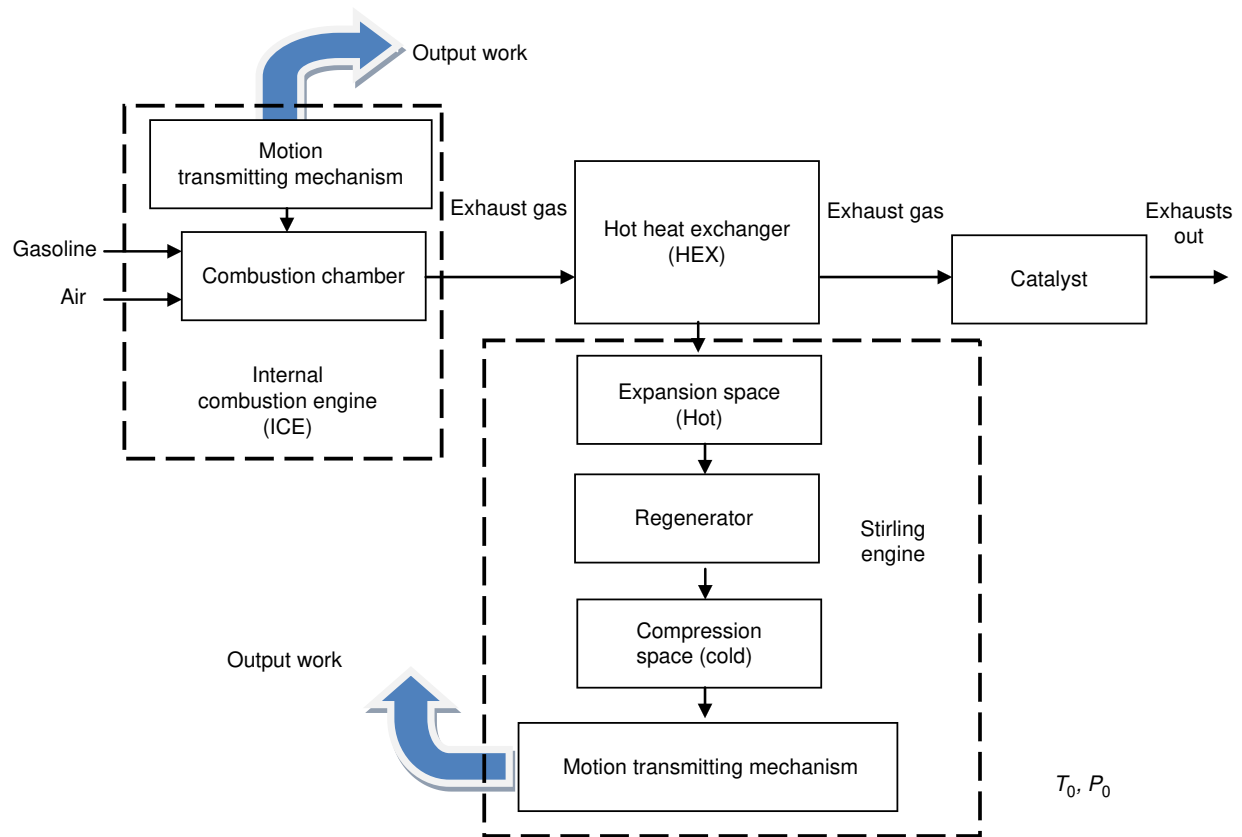 Output work
Motion
transmitting mechanism
Gasoline
Air
Combustion chamber
Internal
combustion engine
(ICE)
Exhaust gas
Hot heat exchanger
(HEX)
Exhaust gas
Catalyst
Exhausts
out
Expansion space
(Hot)
Regenerator
Stirling
engine
Compression
space (cold)
Output work
Motion transmitting mechanism
T0, P0